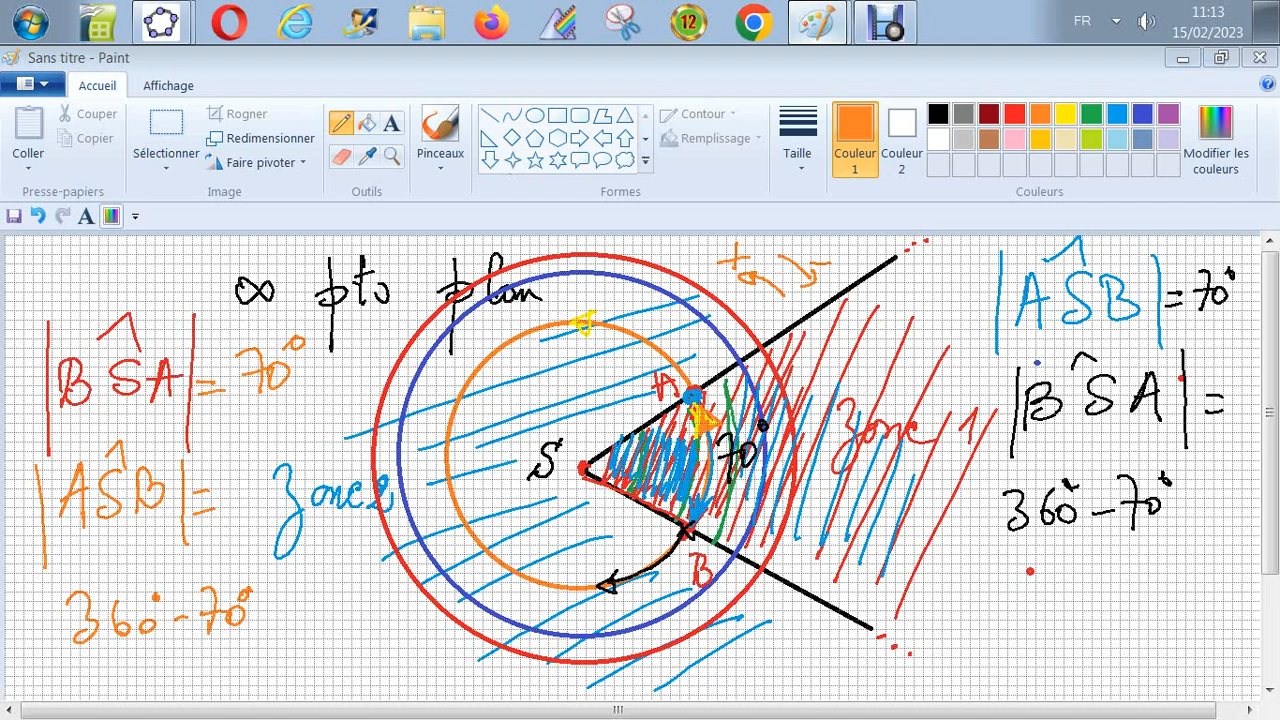 12
FR
11:13
15/02/2023
Sans titre - Paint
Accueil
Affichage
Coller
Couper
Copier
Presse-papiers
Sélectionner
Rogner
Redimensionner
Faire pivoter
Image
A
Outils
Pinceaux
Contour
Remplissage
Formes
Taille
Couleur 1
Couleur 2
Modifier les couleurs
Couleurs
A
∞ pts plan
+ -
|BŜA| = 70°
|AŜB| =
360° - 70°
zone
S
A
B
70°
zone 1
|AŜB| = 70°
|BŜA| =
360° - 70°